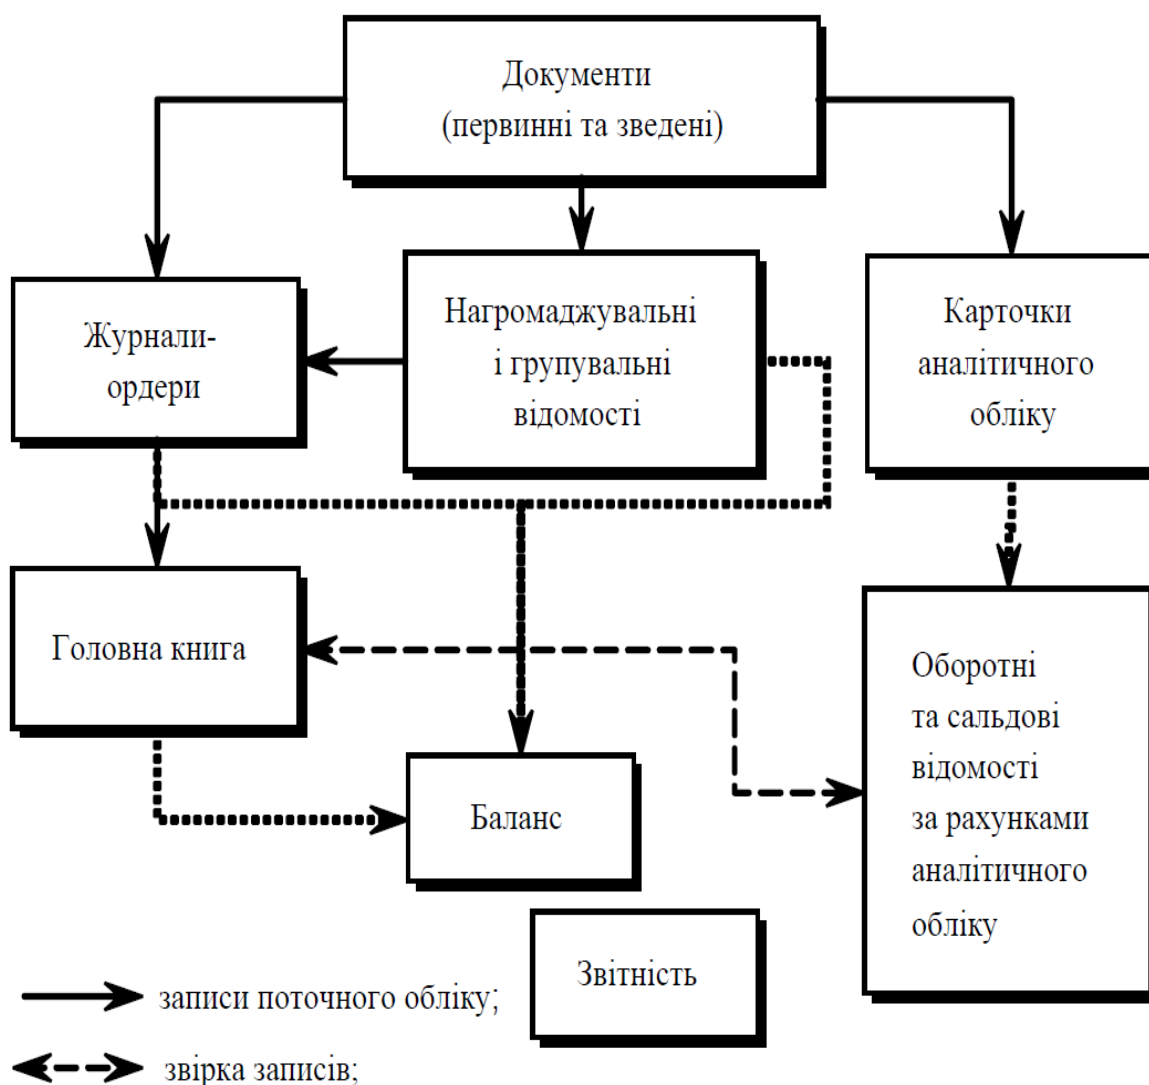 Документи
(первинні та зведені)
Журнали-
ордери
Нагромаджувальні
і групувальні
відомості
Карточки
аналітичного
обліку
Головна книга
Оборотні
та сальдові
відомості
за рахунками
аналітичного
обліку
Баланс
Звітність
записи поточного обліку;
звірка записів;